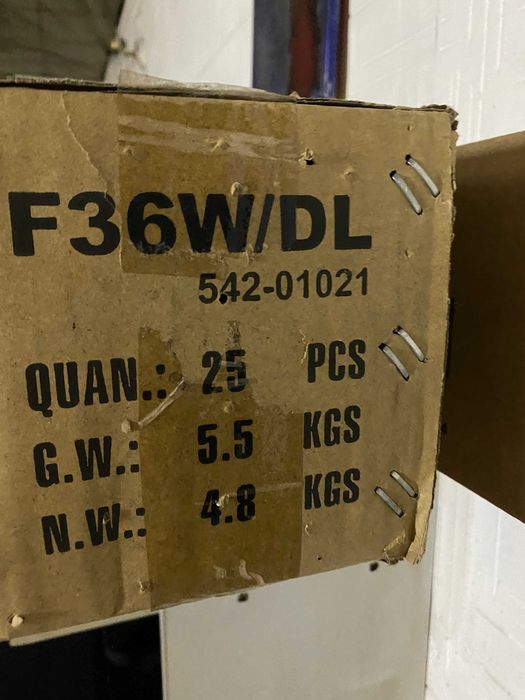 F36W/DL
542-01021
QUAN.: 25 PCS
G.W.: 5.5 KGS
N.W.: 4.8 KGS